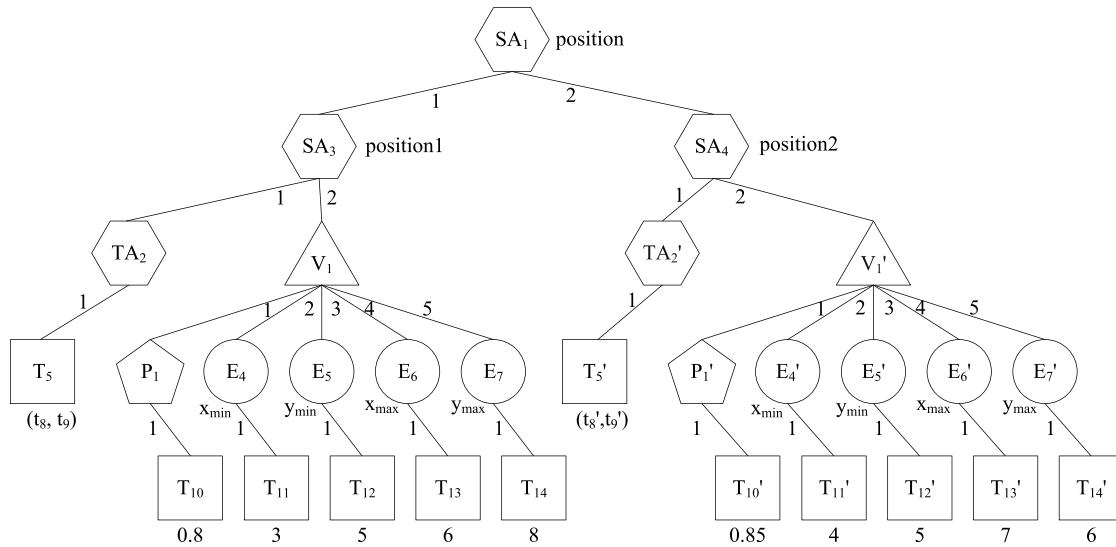 SA₁ position
1 2
SA₃ position1 SA₄ position2
1 2 1 2
TA₂ V₁ TA₂' V₁'
1 1 2 3 4 5 1 1 2 3 4 5
T₅ P₁ E₄ E₅ E₆ E₇ T₅' P₁' E₄' E₅' E₆' E₇'
(t₈, t₉) xmin ymin xmax ymax (t₈',t₉') xmin ymin xmax ymax
1 1 1 1 1 1 1 1 1 1
T₁₀ T₁₁ T₁₂ T₁₃ T₁₄ T₁₀' T₁₁' T₁₂' T₁₃' T₁₄'
0.8 3 5 6 8 0.85 4 5 7 6